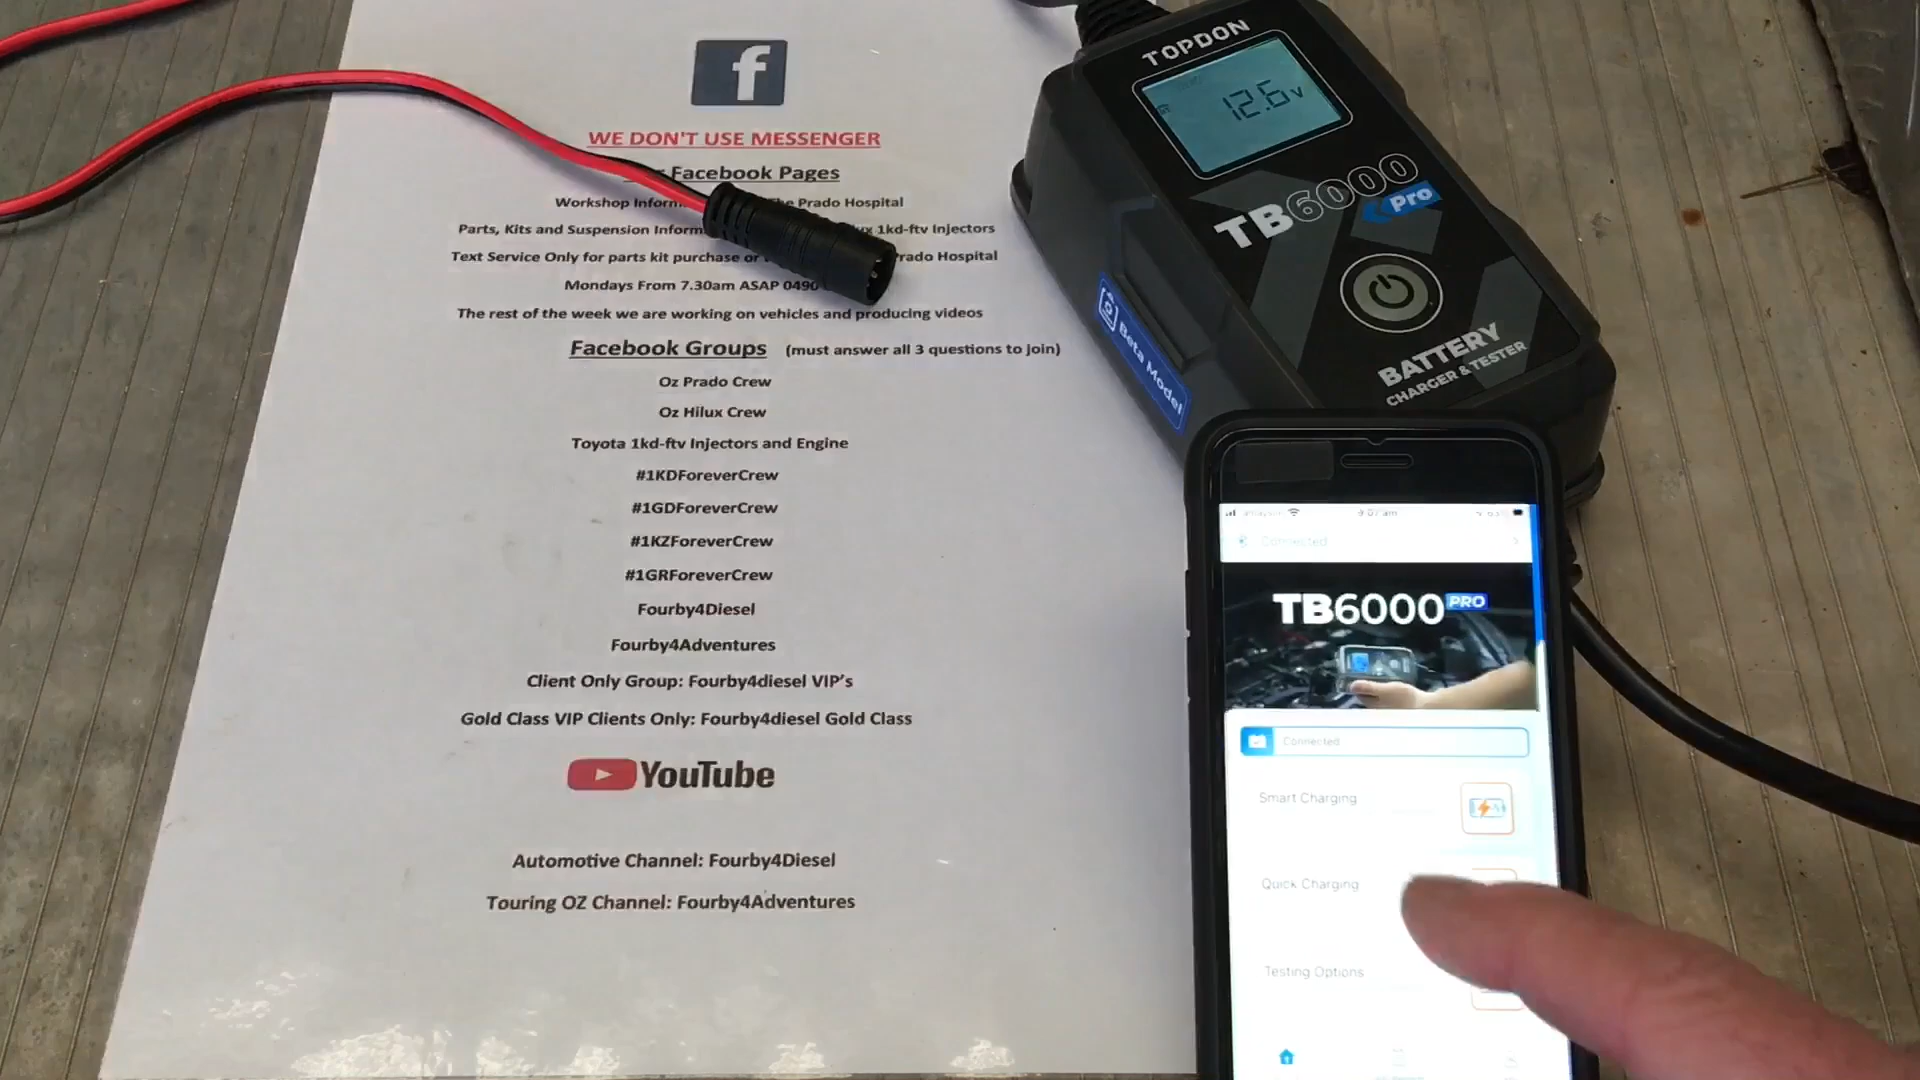 f
WE DON'T USE MESSENGER
Facebook Pages
Workshop Inform The Prado Hospital
Parts, Kits and Suspension Inform ux 1kd-ftv Injectors
Text Service Only for parts kit purchase or Prado Hospital
Mondays From 7.30am ASAP 0490
The rest of the week we are working on vehicles and producing videos
Facebook Groups (must answer all 3 questions to join)
Oz Prado Crew
Oz Hilux Crew
Toyota 1kd-ftv Injectors and Engine
#1KDForeverCrew
#1GDForeverCrew
#1KZForeverCrew
#1GRForeverCrew
Fourby4Diesel
Fourby4Adventures
Client Only Group: Fourby4diesel VIP's
Gold Class VIP Clients Only: Fourby4diesel Gold Class
YouTube
Automotive Channel: Fourby4Diesel
Touring OZ Channel: Fourby4Adventures
TOPDON
12.6v
TB6000
Pro
BATTERY
CHARGER & TESTER
Beta Model
9:07 am
Connected
TB6000 PRO
Connected
Smart Charging
Quick Charging
Testing Options